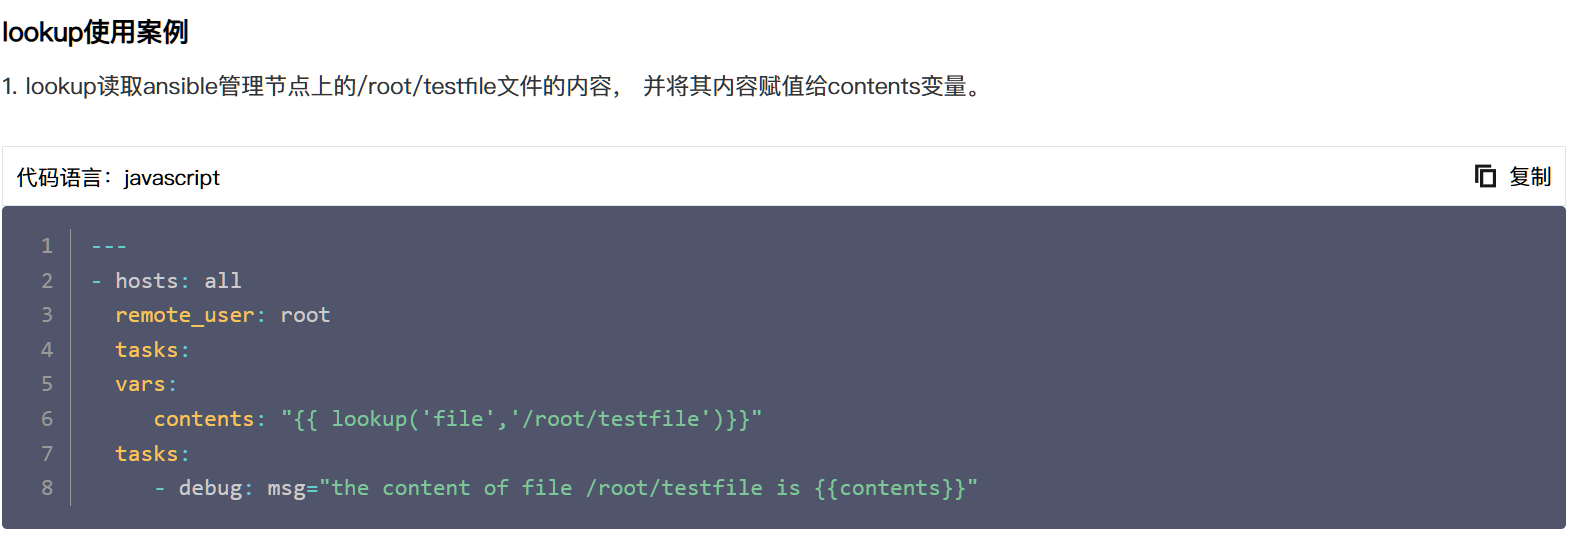 lookup使用案例
1. lookup读取ansible管理节点上的/root/testfile文件的内容， 并将其内容赋值给contents变量。
代码语言：javascript
复制
1 ---
2 - hosts: all
3   remote_user: root
4   tasks:
5   vars:
6      contents: "{{ lookup('file','/root/testfile')}}"
7   tasks:
8      - debug: msg="the content of file /root/testfile is {{contents}}"